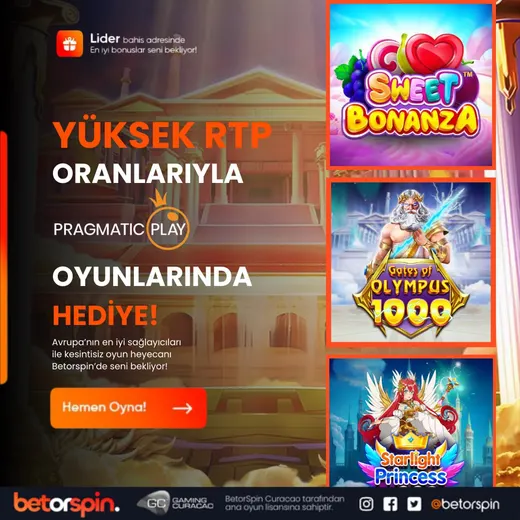 Lider bahis adresinde
En iyi bonuslar seni bekliyor!
YÜKSEK RTP
ORANLARIYLA
PRAGMATIC PLAY
OYUNLARINDA
HEDİYE!
Avrupa'nın en iyi sağlayıcıları
ile kesintisiz oyun heyecanı
Betorspin'de seni bekliyor!
Hemen Oyna!
SWEET
BONANZA™
Gates of
OLYMPUS
1000
Starlight
Princess
betorspin.
GC GAMING
CURACAO
BetorSpin Curacao tarafından
ana oyun lisansına sahiptir.
@betorspin